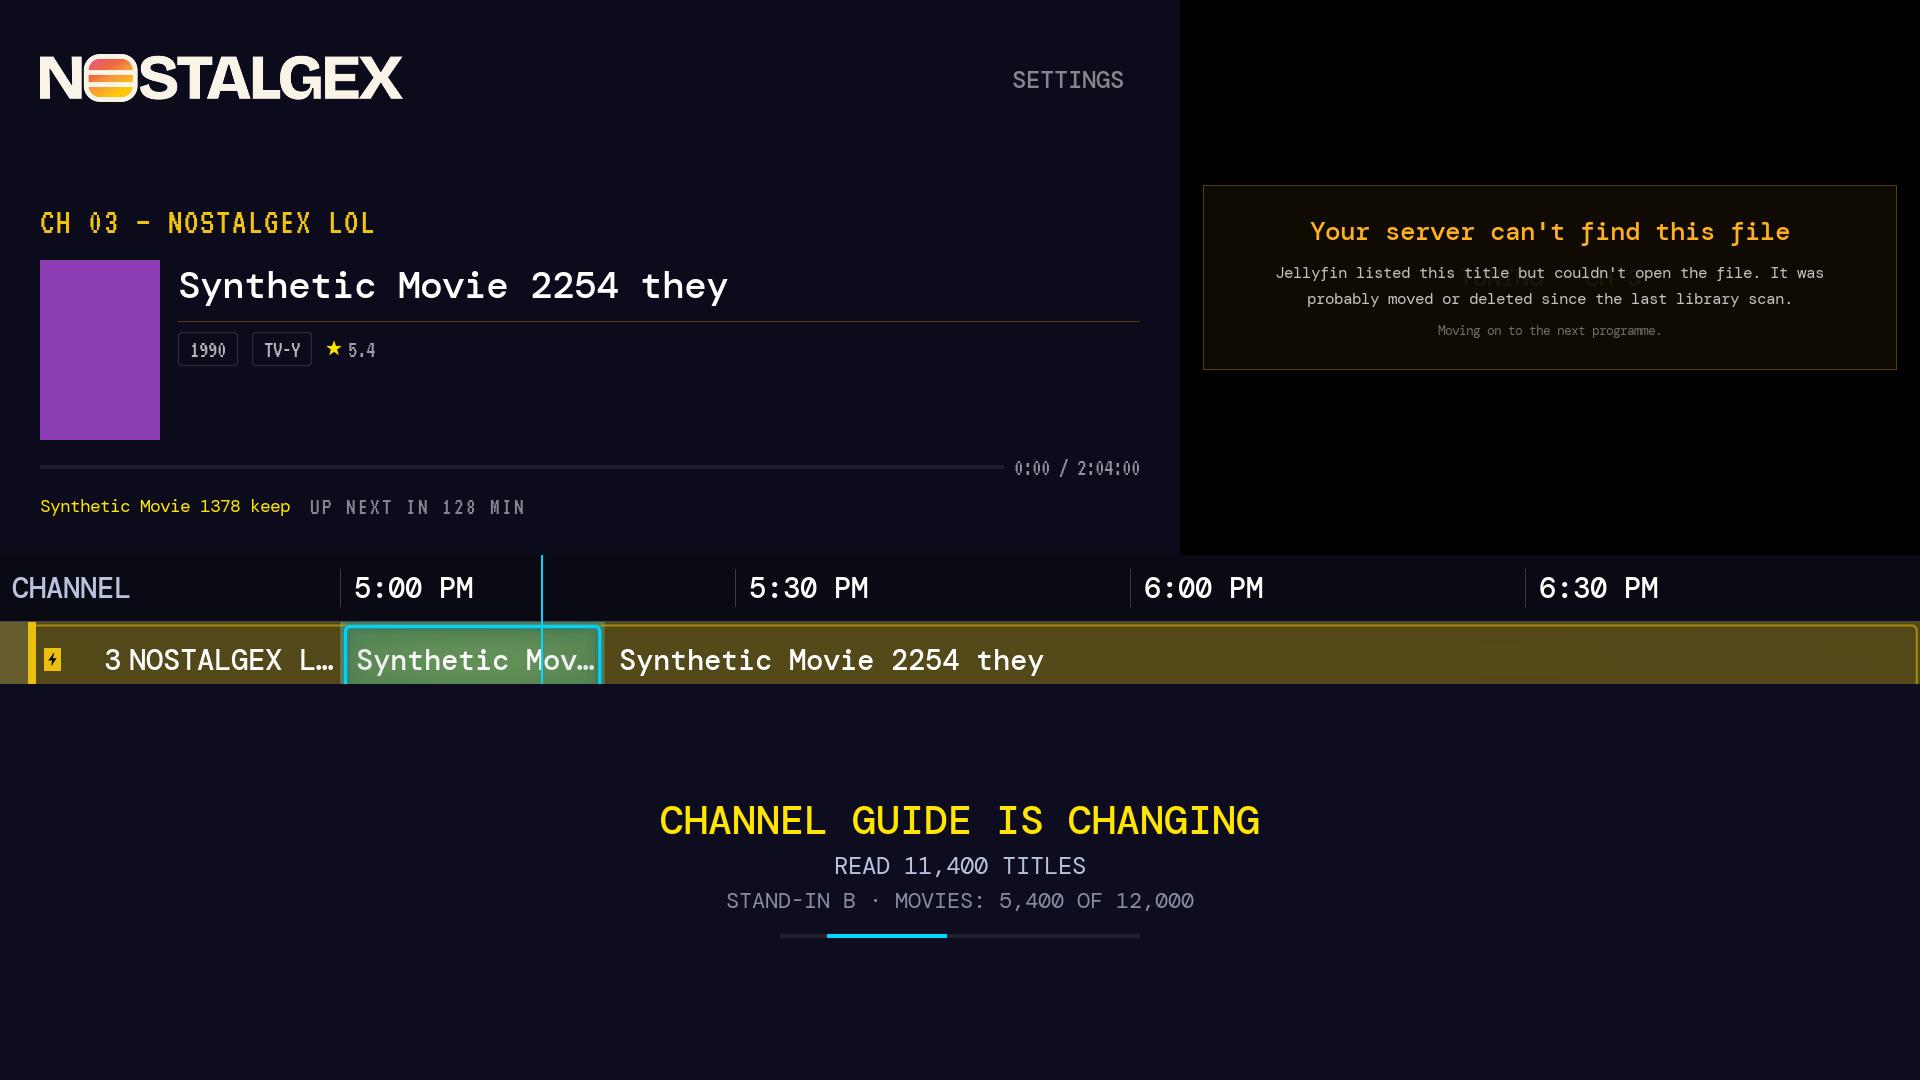 NOSTALGEX
SETTINGS
CH 03 – NOSTALGEX LOL
Synthetic Movie 2254 they
1990 TV-Y ★ 5.4
0:00 / 2:04:00
Synthetic Movie 1378 keep UP NEXT IN 128 MIN
Your server can't find this file
Jellyfin listed this title but couldn't open the file. It was
probably moved or deleted since the last library scan.
Moving on to the next programme.
CHANNEL 5:00 PM 5:30 PM 6:00 PM 6:30 PM
3 NOSTALGEX L… Synthetic Mov… Synthetic Movie 2254 they
CHANNEL GUIDE IS CHANGING
READ 11,400 TITLES
STAND-IN B · MOVIES: 5,400 OF 12,000